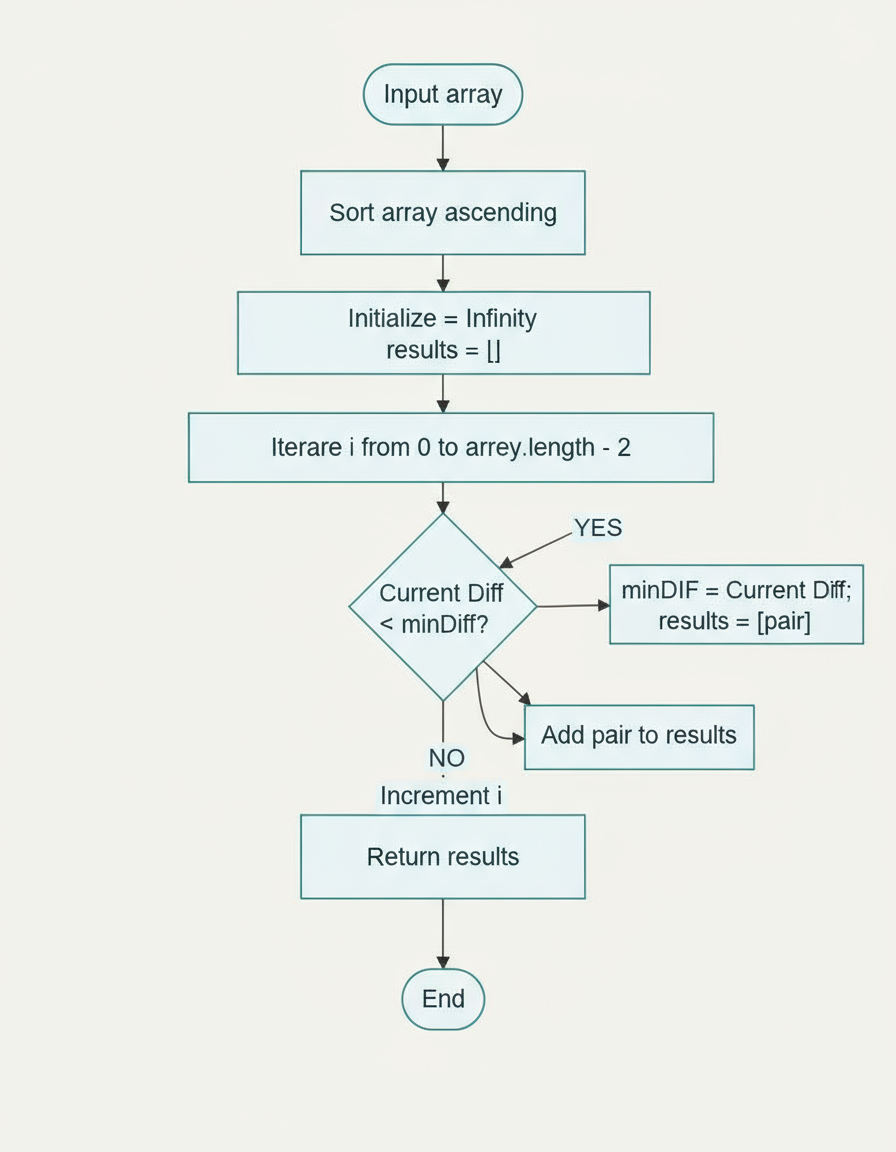 Input array
Sort array ascending
Initialize = Infinity
results = []
Iterare i from 0 to arrey.length - 2
YES
Current Diff
< minDiff?
minDIF = Current Diff;
results = [pair]
Add pair to results
NO
Increment i
Return results
End